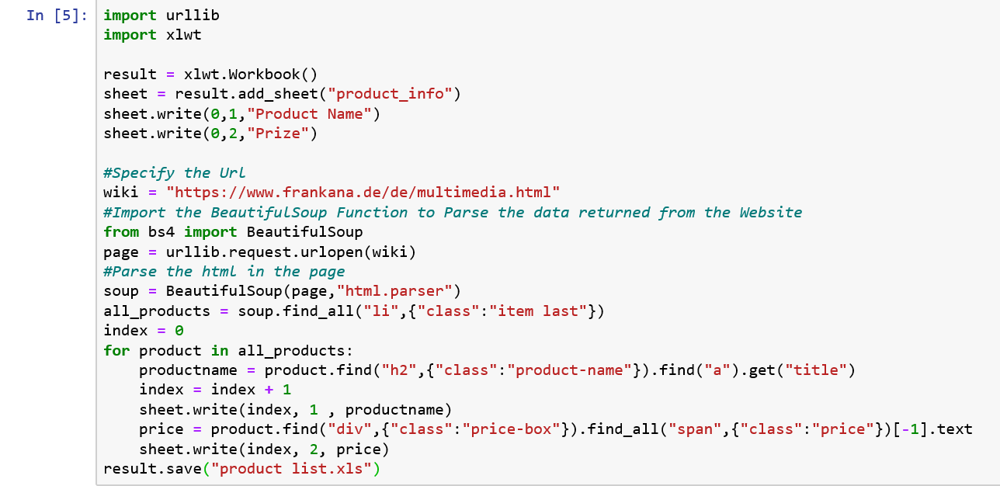 In [5]: import urllib
import xlwt
result = xlwt.Workbook()
sheet = result.add_sheet("product_info")
sheet.write(0,1,"Product Name")
sheet.write(0,2,"Prize")
#Specify the Url
wiki = "https://www.frankana.de/de/multimedia.html"
#Import the BeautifulSoup Function to Parse the data returned from the Website
from bs4 import BeautifulSoup
page = urllib.request.urlopen(wiki)
#Parse the html in the page
soup = BeautifulSoup(page,"html.parser")
all_products = soup.find_all("li",{"class":"item last"})
index = 0
for product in all_products:
    productname = product.find("h2",{"class":"product-name"}).find("a").get("title")
    index = index + 1
    sheet.write(index, 1 , productname)
    price = product.find("div",{"class":"price-box"}).find_all("span",{"class":"price"})[-1].text
    sheet.write(index, 2, price)
result.save("product list.xls")